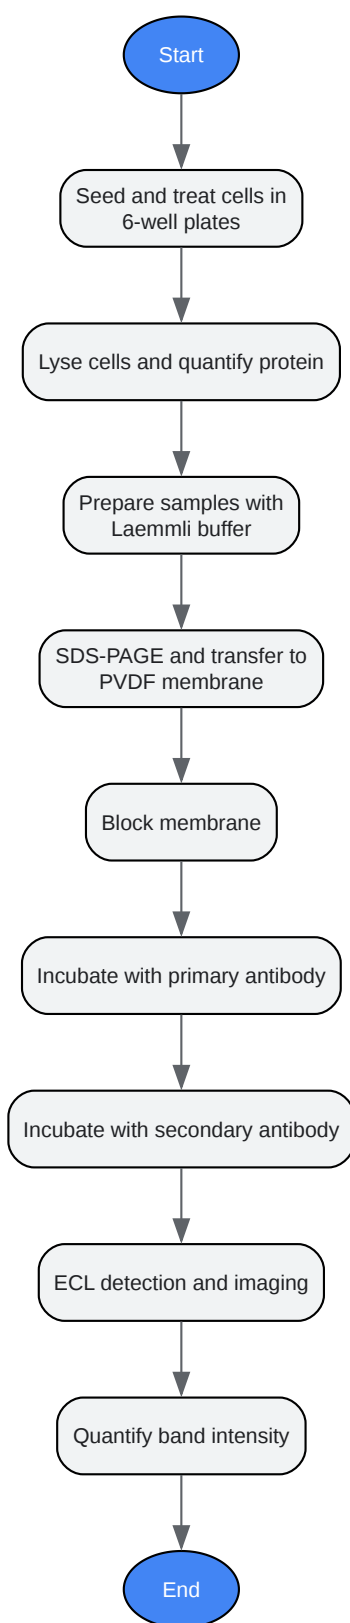 Start
Seed and treat cells in
6-well plates
Lyse cells and quantify protein
Prepare samples with
Laemmli buffer
SDS-PAGE and transfer to
PVDF membrane
Block membrane
Incubate with primary antibody
Incubate with secondary antibody
ECL detection and imaging
Quantify band intensity
End